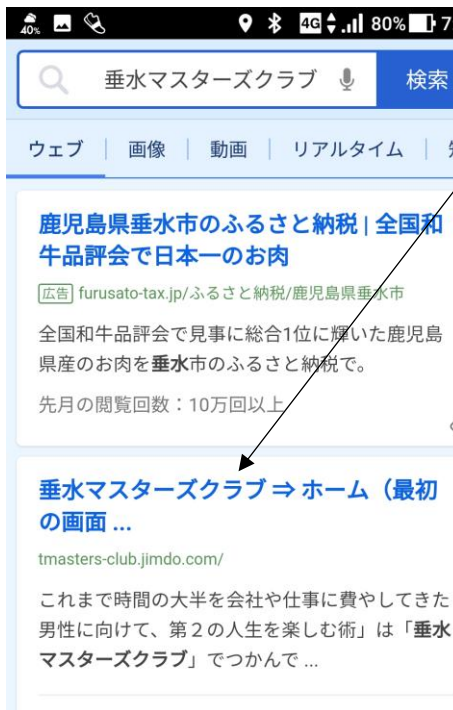 40%
4G 80% 7
垂水マスターズクラブ 検索
ウェブ 画像 動画 リアルタイム
鹿児島県垂水市のふるさと納税 | 全国和
牛品評会で日本一のお肉
広告 furusato-tax.jp/ふるさと納税/鹿児島県垂水市
全国和牛品評会で見事に総合1位に輝いた鹿児島
県産のお肉を垂水市のふるさと納税で。
先月の閲覧回数:10万回以上
垂水マスターズクラブ ⇒ ホーム(最初
の画面 ...
tmasters-club.jimdo.com/
これまで時間の大半を会社や仕事に費やしてきた
男性に向けて、第2の人生を楽しむ術」は「垂水
マスターズクラブ」でつかんで ...